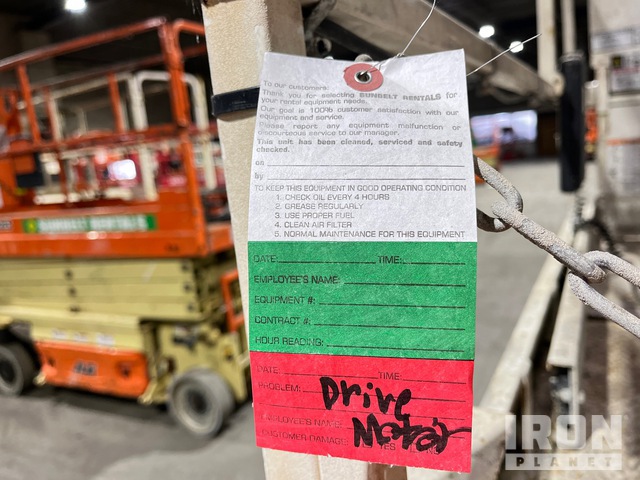 To our customers:
Thank you for selecting SUNBELT RENTALS for
your rental equipment needs.
Our goal is 100% customer satisfaction with our
equipment and service.
Please report any equipment malfunction or
discourteous service to our manager.
This unit has been cleaned, serviced and safety
checked.
on
by
TO KEEP THIS EQUIPMENT IN GOOD OPERATING CONDITION
1. CHECK OIL EVERY 4 HOURS
2. GREASE REGULARLY
3. USE PROPER FUEL
4. CLEAN AIR FILTER
5. NORMAL MAINTENANCE FOR THIS EQUIPMENT
DATE: TIME:
EMPLOYEE'S NAME:
EQUIPMENT #:
CONTRACT #:
HOUR READING:
DATE: TIME:
PROBLEM:
Drive
Motor
EMPLOYEE'S NAME:
CUSTOMER DAMAGE: YES
SUNBELT RENTALS
JLG
IRON
PLANET